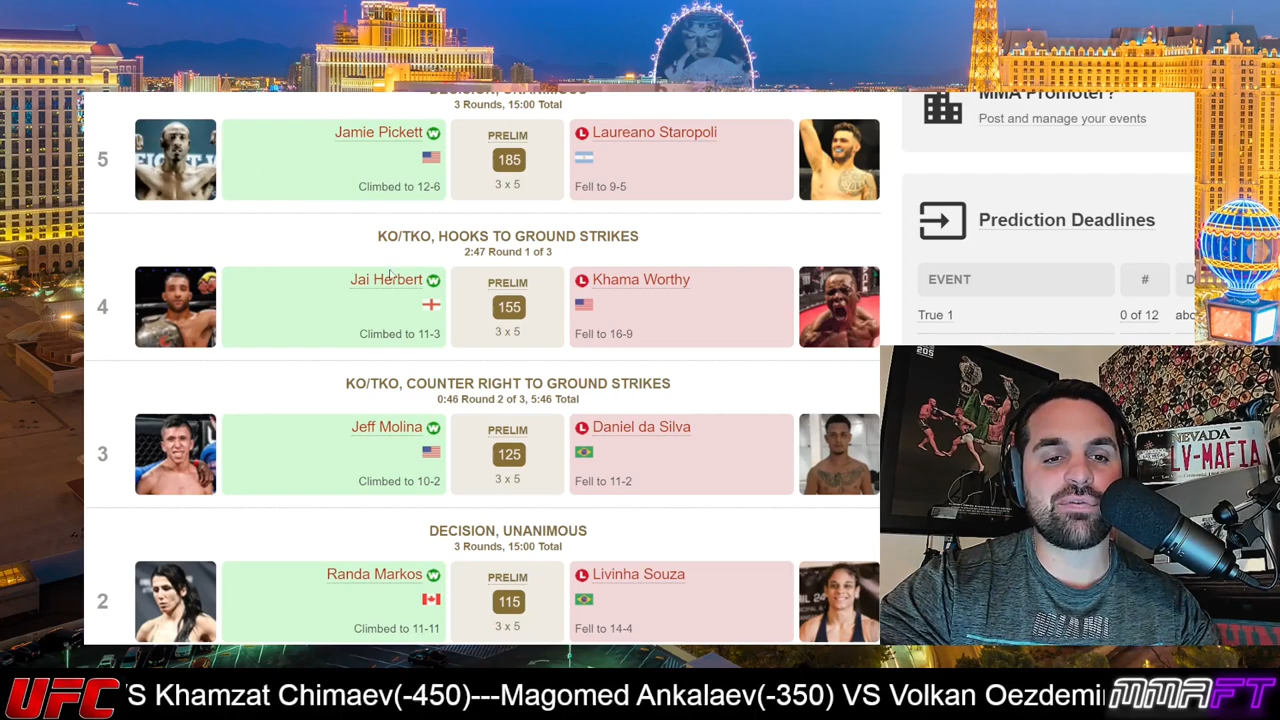 3 Rounds, 15:00 Total
5
Jamie Pickett W
Climbed to 12-6
PRELIM
185
3 x 5
L Laureano Staropoli
Fell to 9-5
KO/TKO, HOOKS TO GROUND STRIKES
2:47 Round 1 of 3
4
Jai Herbert W
Climbed to 11-3
PRELIM
155
3 x 5
L Khama Worthy
Fell to 16-9
KO/TKO, COUNTER RIGHT TO GROUND STRIKES
0:46 Round 2 of 3, 5:46 Total
3
Jeff Molina W
Climbed to 10-2
PRELIM
125
3 x 5
L Daniel da Silva
Fell to 11-2
DECISION, UNANIMOUS
3 Rounds, 15:00 Total
2
Randa Markos W
Climbed to 11-11
PRELIM
115
3 x 5
L Livinha Souza
Fell to 14-4
MMA Promoter?
Post and manage your events
Prediction Deadlines
EVENT
#
D
True 1
0 of 12
abo
205
NEVADA
LV-MAFIA
MIAMI
UFC
'S Khamzat Chimaev(-450)---Magomed Ankalaev(-350) VS Volkan Oezdemir
MMAFT